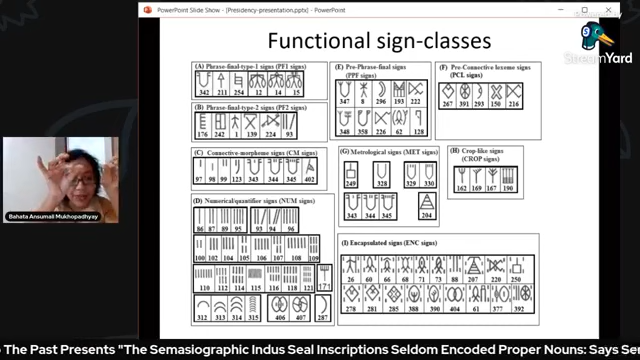 PowerPoint Slide Show - [Presidency-presentation.pptx] - PowerPoint
StreamYard
Functional sign-classes
(A) Phrase-final-type-1 signs (PF1 signs)
342 211 254 12 14 15
(B) Phrase-final-type-2 signs (PF2 signs)
176 242 1 139 224 93
(C) Connective-morpheme signs (CM signs)
97 98 99 123 343 344 345 402
(D) Numerical/quantifier signs (NUM signs)
86 87 89 95 93 94 96
100 102 104 105 106 107 108 109
110 112 114 115 116 118 121 171
312 313 314 315 406 407 287
(E) Pre-Phrase-final signs
(PPF signs)
347 8 296 193 222
348 358 226 62 128
(F) Pre-Connective lexeme signs
(PCL signs)
267 391 293 150 216
(G) Metrological signs (MET signs)
249 328 329 330
343 344 345 204
(H) Crop-like signs
(CROP signs)
162 169 167 190
(I) Encapsulated signs (ENC signs)
26 60 66 68 71 73 88 207 220 250
278 281 285 388 390 404 61 377 392
Bahata Ansumali Mukhopadhyay
o The Past Presents "The Semasiographic Indus Seal Inscriptions Seldom Encoded Proper Nouns: Says Se